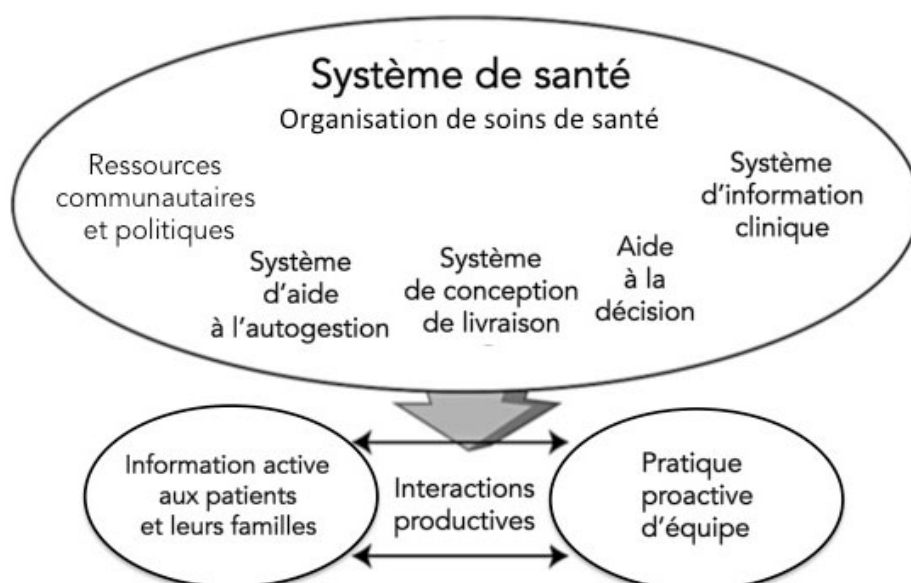 Système de santé
Organisation de soins de santé
Ressources
communautaires
et politiques
Système
d'aide
à l'autogestion
Système
de conception
de livraison
Aide
à la
décision
Système
d'information
clinique
Information active
aux patients
et leurs familles
Interactions
productives
Pratique
proactive
d'équipe